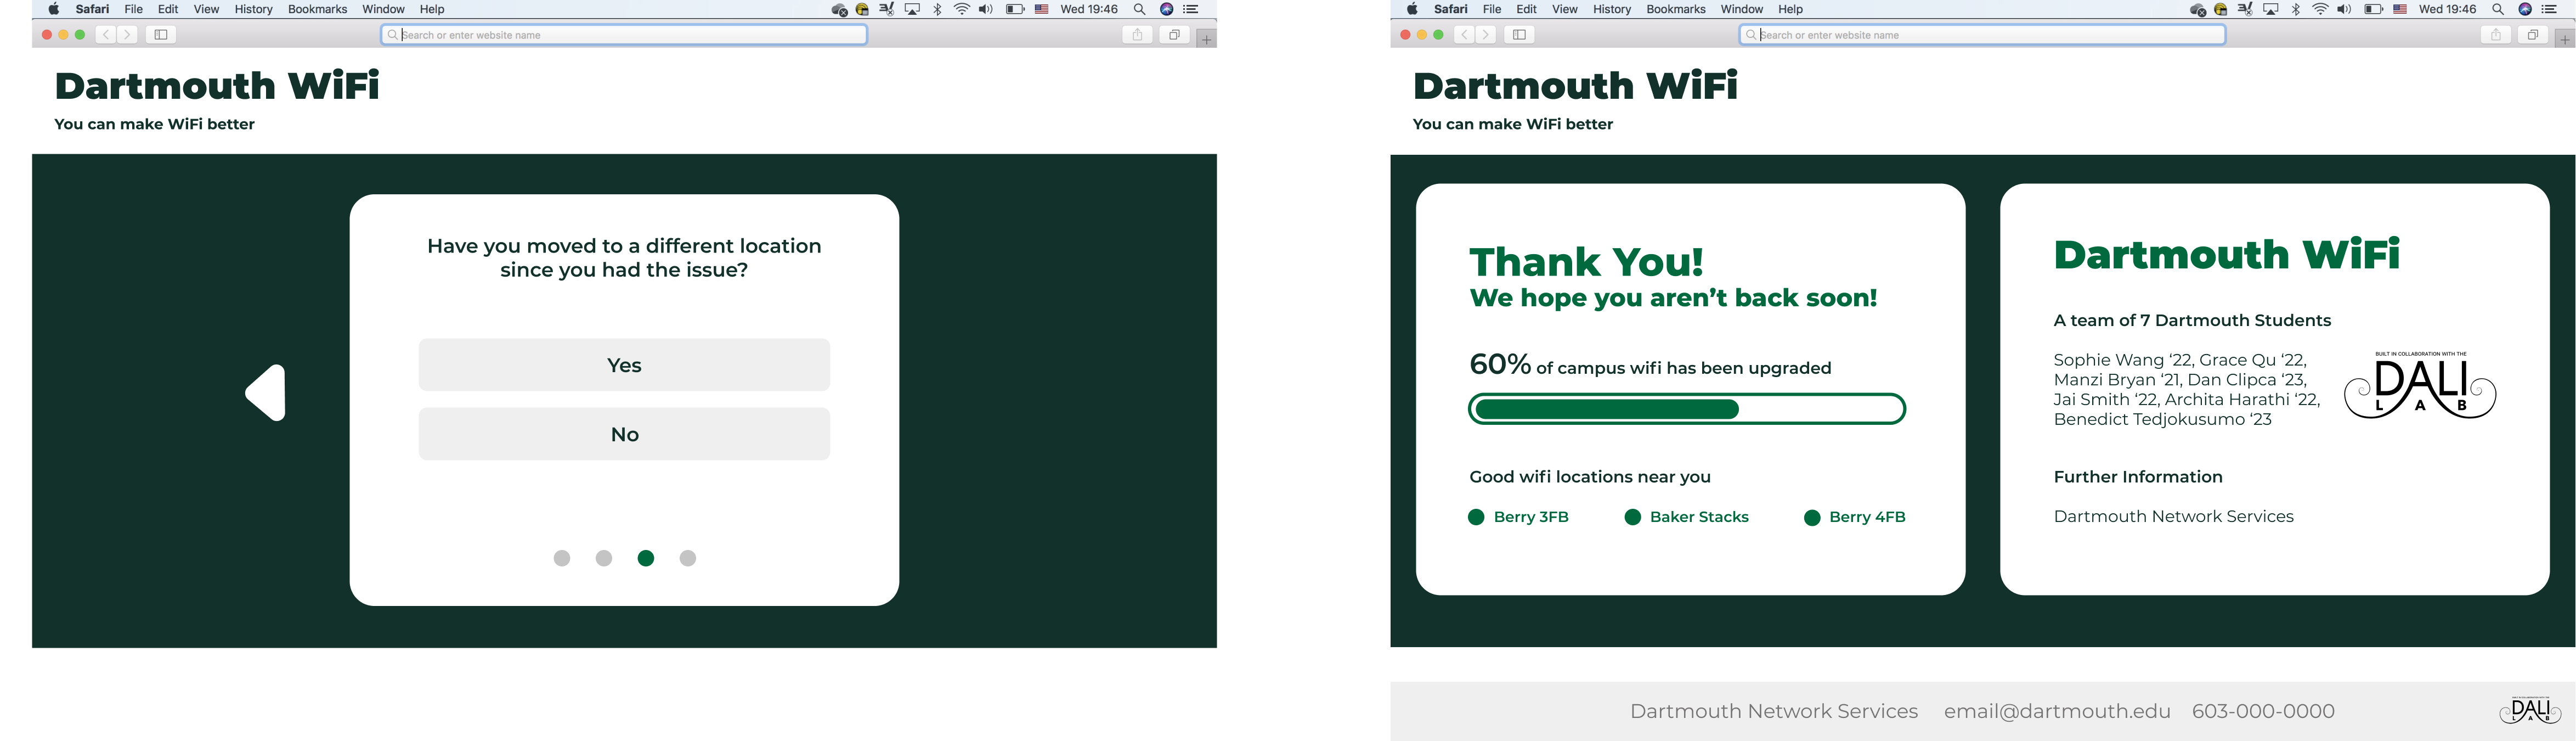 Safari File Edit View History Bookmarks Window Help Wed 19:46
Search or enter website name
Dartmouth WiFi
You can make WiFi better
Have you moved to a different location
since you had the issue?
Yes
No
Safari File Edit View History Bookmarks Window Help Wed 19:46
Search or enter website name
Dartmouth WiFi
You can make WiFi better
Thank You!
We hope you aren’t back soon!
60% of campus wifi has been upgraded
Good wifi locations near you
Berry 3FB Baker Stacks Berry 4FB
Dartmouth WiFi
A team of 7 Dartmouth Students
Sophie Wang ‘22, Grace Qu ‘22,
Manzi Bryan ‘21, Dan Clipca ‘23,
Jai Smith ‘22, Archita Harathi ‘22,
Benedict Tedjokusumo ‘23
BUILT IN COLLABORATION WITH THE
DALI
LAB
Further Information
Dartmouth Network Services
Dartmouth Network Services email@dartmouth.edu 603-000-0000
DALI
LAB